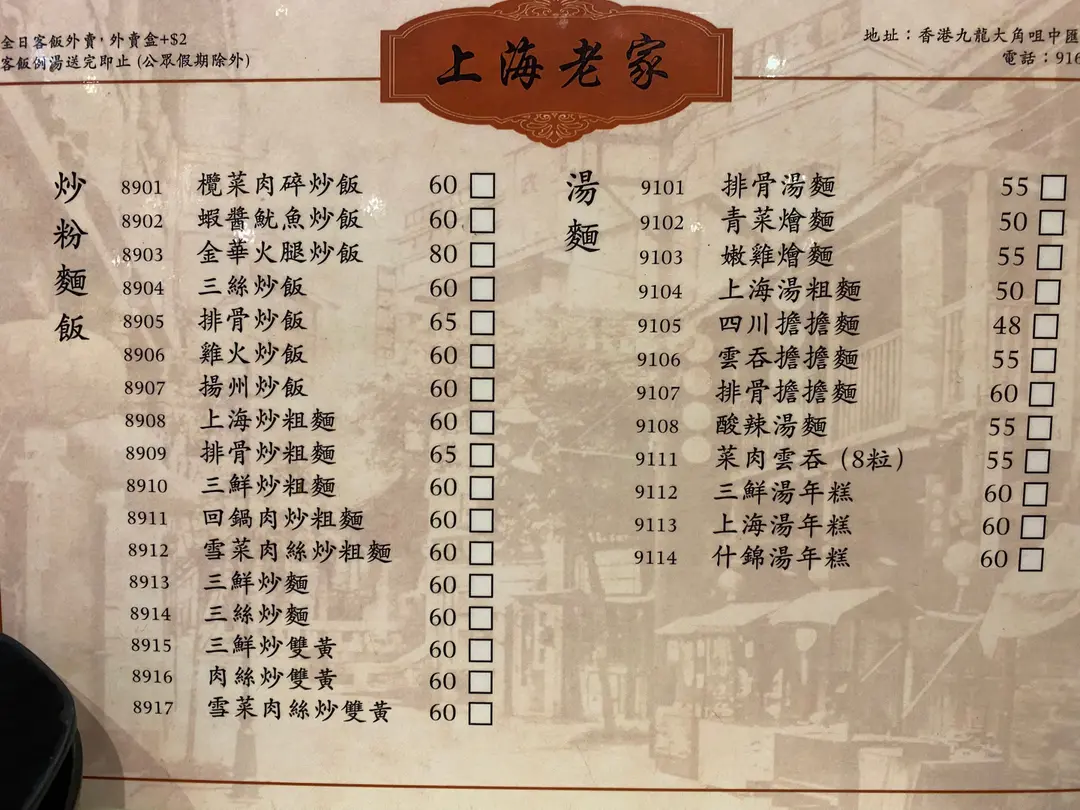 全日客飯外賣，外賣盒+$2
客飯例湯送完即止 (公眾假期除外)
上海老家
地址：香港九龍大角咀中匯
電話：916
炒粉麵飯
8901 欖菜肉碎炒飯 60
8902 蝦醬魷魚炒飯 60
8903 金華火腿炒飯 80
8904 三絲炒飯 60
8905 排骨炒飯 65
8906 雞火炒飯 60
8907 揚州炒飯 60
8908 上海炒粗麵 60
8909 排骨炒粗麵 65
8910 三鮮炒粗麵 60
8911 回鍋肉炒粗麵 60
8912 雪菜肉絲炒粗麵 60
8913 三鮮炒麵 60
8914 三絲炒麵 60
8915 三鮮炒雙黃 60
8916 肉絲炒雙黃 60
8917 雪菜肉絲炒雙黃 60
湯麵
9101 排骨湯麵 55
9102 青菜燴麵 50
9103 嫩雞燴麵 55
9104 上海湯粗麵 50
9105 四川擔擔麵 48
9106 雲吞擔擔麵 55
9107 排骨擔擔麵 60
9108 酸辣湯麵 55
9111 菜肉雲吞 (8粒) 55
9112 三鮮湯年糕 60
9113 上海湯年糕 60
9114 什錦湯年糕 60